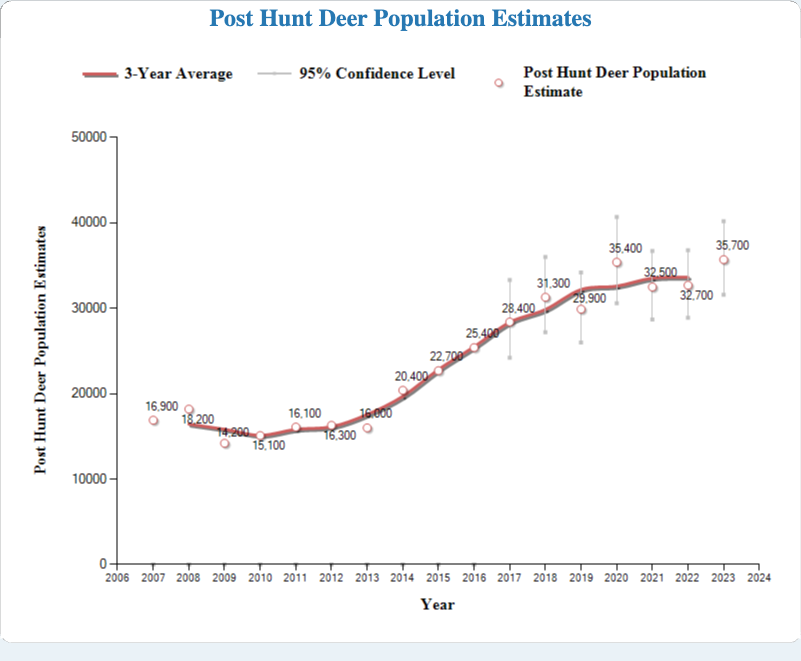 Post Hunt Deer Population Estimates
3-Year Average
95% Confidence Level
Post Hunt Deer Population
Estimate
Post Hunt Deer Population Estimates
50000
40000
30000
20000
10000
0
16,900
18,200
14,200
15,100
16,100
16,300
16,000
20,400
22,700
25,400
28,400
31,300
29,900
35,400
32,500
32,700
35,700
2006 2007 2008 2009 2010 2011 2012 2013 2014 2015 2016 2017 2018 2019 2020 2021 2022 2023 2024
Year